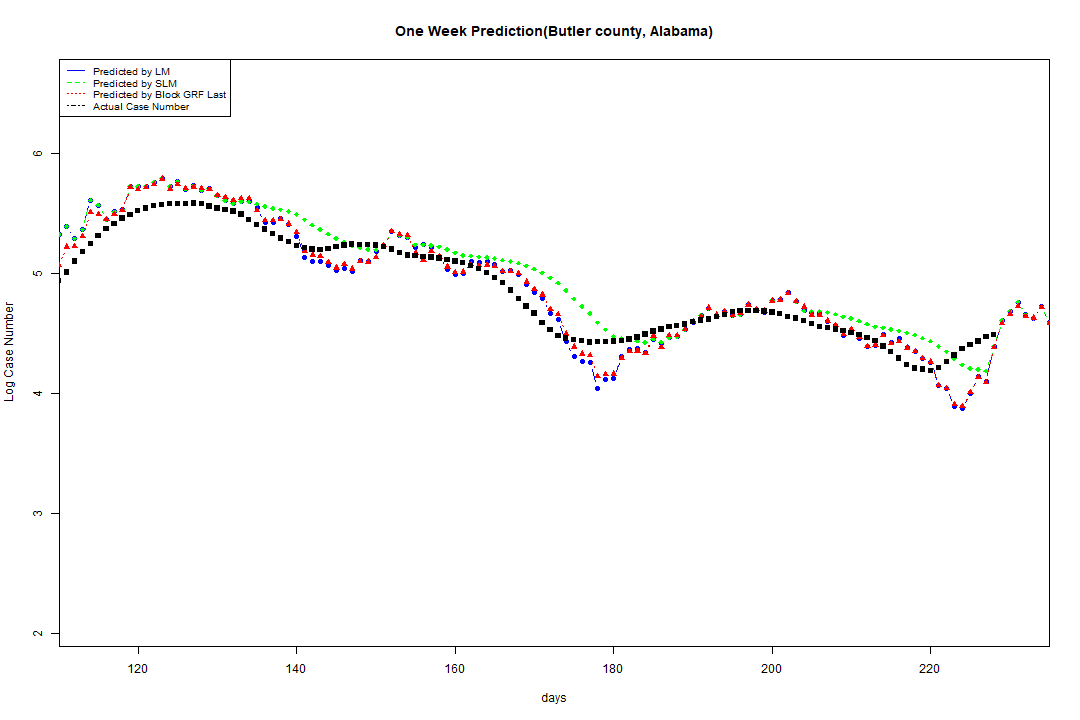 One Week Prediction(Butler county, Alabama)
Predicted by LM
Predicted by SLM
Predicted by Block GRF Last
Actual Case Number
6
5
4
3
2
Log Case Number
120 140 160 180 200 220
days